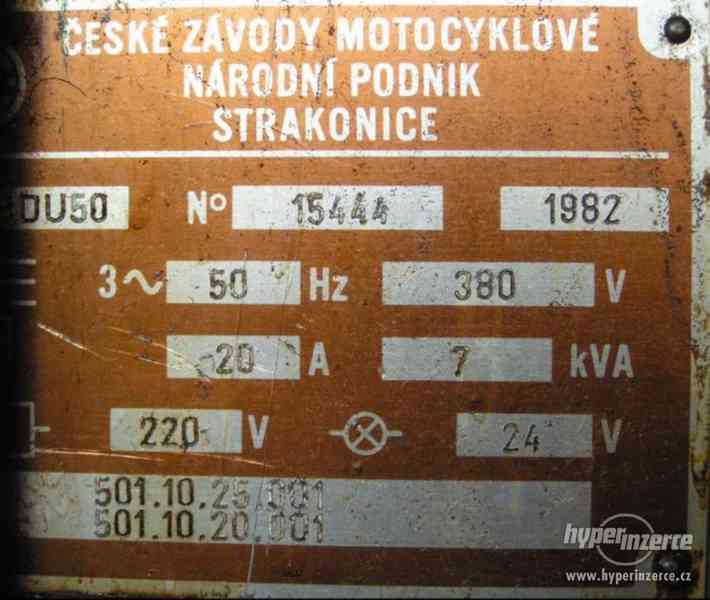 ČESKÉ ZÁVODY MOTOCYKLOVÉ
NÁRODNÍ PODNIK
STRAKONICE
DU50 Nº 15444 1982
3~ 50 Hz 380 V
20 A 7 kVA
220 V 24 V
501.10.25.001
501.10.20.001
hyperinzerce
www.hyperinzerce.cz